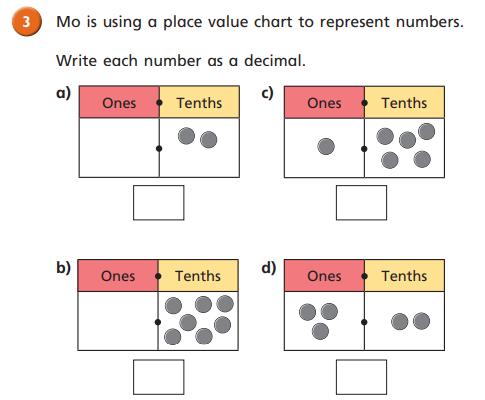 3 Mo is using a place value chart to represent numbers.
Write each number as a decimal.
a) Ones Tenths
c) Ones Tenths
b) Ones Tenths
d) Ones Tenths